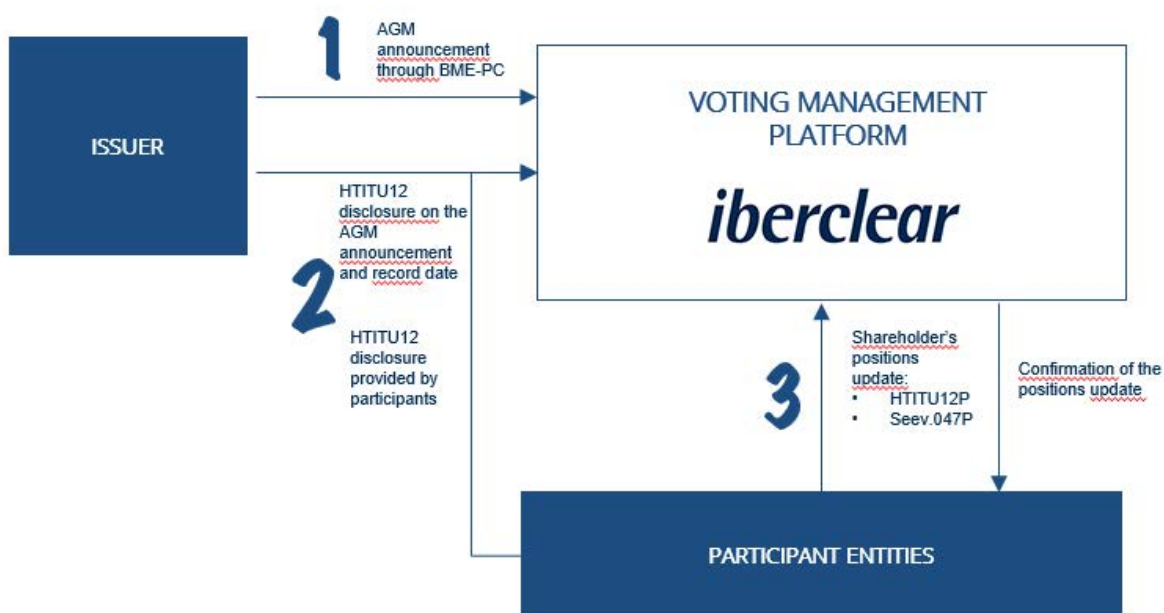 1
AGM
announcement
through BME-PC
ISSUER
VOTING MANAGEMENT
PLATFORM
iberclear
2
HTITU12
disclosure on the
AGM
announcement
and record date
HTITU12
disclosure
provided by
participants
3
Shareholder's
positions
update:
• HTITU12P
• Seev.047P
Confirmation of the
positions update
PARTICIPANT ENTITIES